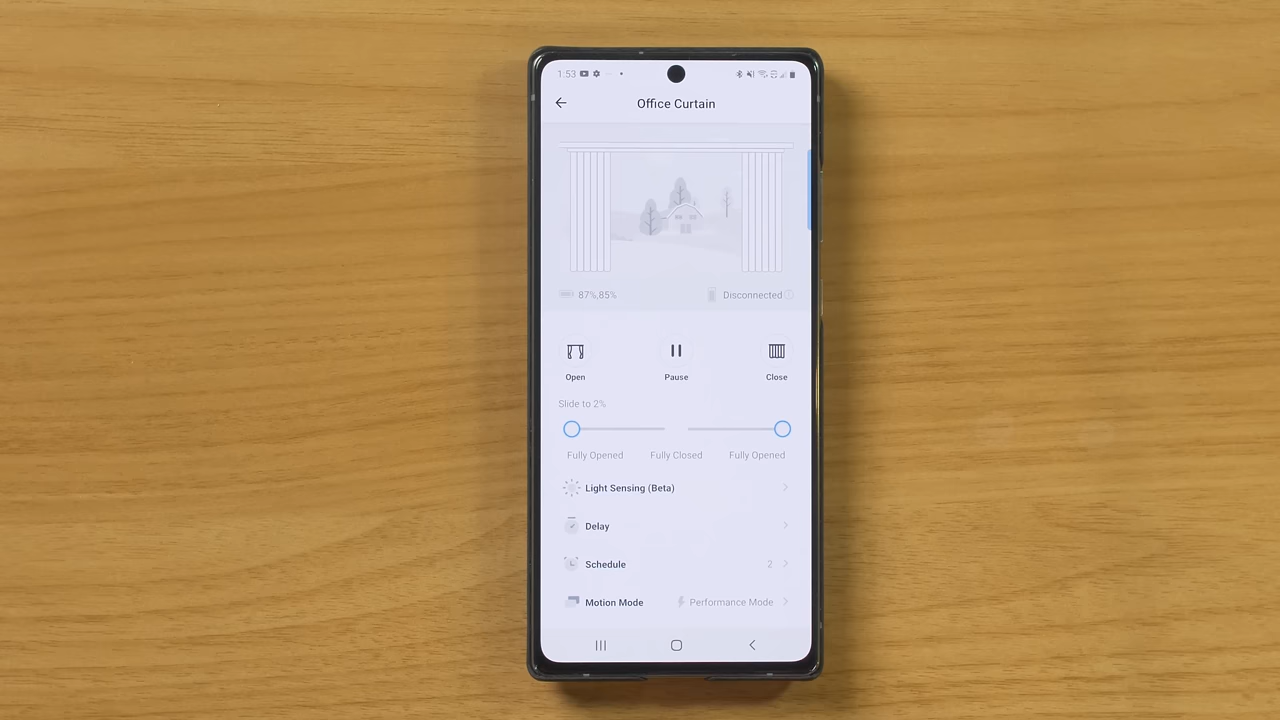 1:53
Office Curtain
87%,85% Disconnected
Open Pause Close
Slide to 2%
Fully Opened Fully Closed Fully Opened
Light Sensing (Beta)
Delay
Schedule 2
Motion Mode Performance Mode